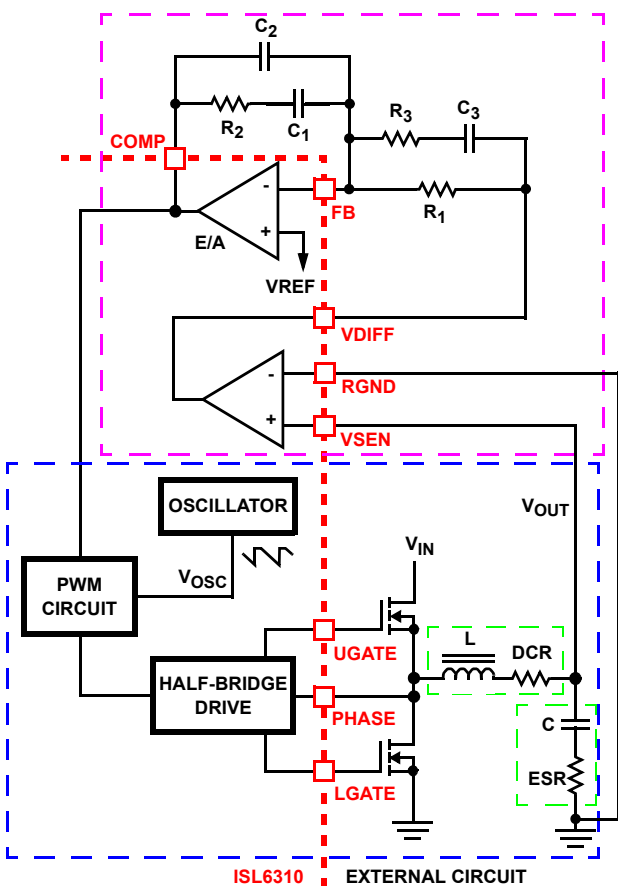 C2
R2
C1
R3
C3
COMP
-
FB
R1
+
E/A
VREF
VDIFF
-
RGND
+
VSEN
OSCILLATOR
VOUT
VIN
PWM
CIRCUIT
VOSC
L
DCR
UGATE
HALF-BRIDGE
DRIVE
PHASE
C
ESR
LGATE
ISL6310
EXTERNAL CIRCUIT